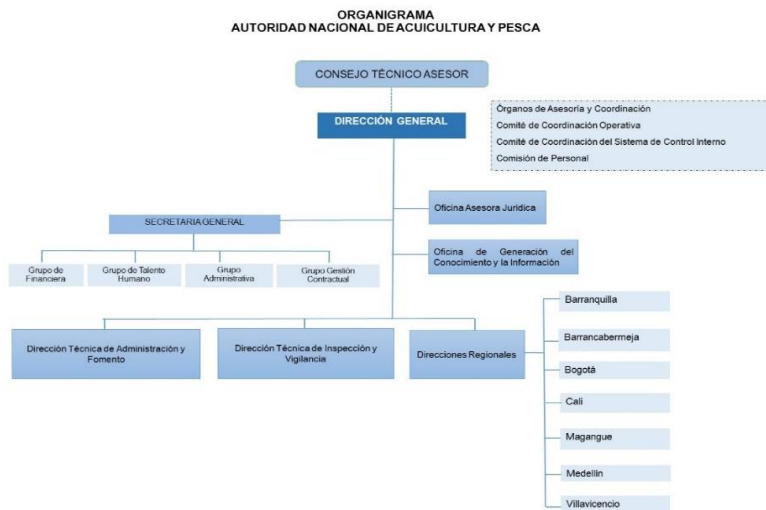 ORGANIGRAMA
AUTORIDAD NACIONAL DE ACUICULTURA Y PESCA
CONSEJO TÉCNICO ASESOR
DIRECCIÓN GENERAL
Órganos de Asesoría y Coordinación
Comité de Coordinación Operativa
Comité de Coordinación del Sistema de Control Interno
Comisión de Personal
SECRETARIA GENERAL
Oficina Asesora Jurídica
Oficina de Generación del
Conocimiento y la Información
Grupo de
Financiera
Grupo de Talento
Humano
Grupo
Administrativa
Grupo Gestión
Contractual
Dirección Técnica de Administración y
Fomento
Dirección Técnica de Inspección y
Vigilancia
Direcciones Regionales
Barranquilla
Barrancabermeja
Bogotá
Cali
Magangue
Medellín
Villavicencio